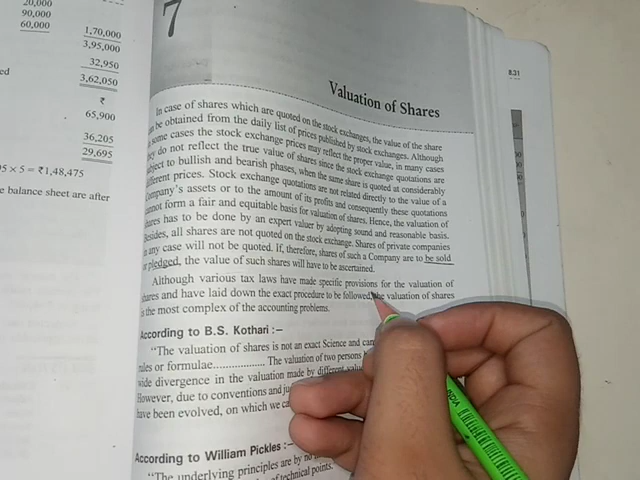 20,000
90,000
60,000
1,70,000
3,95,000
32,950
3,62,050
₹
65,900
36,205
29,695
5 × 5 = ₹1,48,475
balance sheet are after
7
8.31
Valuation of Shares
In case of shares which are quoted on the stock exchanges, the value of the share
be obtained from the daily list of prices published by stock exchanges. Although
some cases the stock exchange prices may reflect the proper value, in many cases
do not reflect the true value of shares since the stock exchange quotations are
to bullish and bearish phases, when the same share is quoted at considerably
prices. Stock exchange quotations are not related directly to the value of a
assets or to the amount of its profits and consequently these quotations
form a fair and equitable basis for valuation of shares. Hence, the valuation of
has to be done by an expert valuer by adopting sound and reasonable basis.
all shares are not quoted on the stock exchange. Shares of private companies
any case will not be quoted. If, therefore, shares of such a Company are to be sold
pledged, the value of such shares will have to be ascertained.
Although various tax laws have made specific provisions for the valuation of
and have laid down the exact procedure to be followed, the valuation of shares
is the most complex of the accounting problems.
According to B.S. Kothari :–
"The valuation of shares is not an exact Science and
or formulae.................. The valuation of two persons
wide divergence in the valuation made by different
However, due to conventions and
have been evolved, on which we
According to William Pickles :–
"The underlying principles are by
of technical points.
INDIA